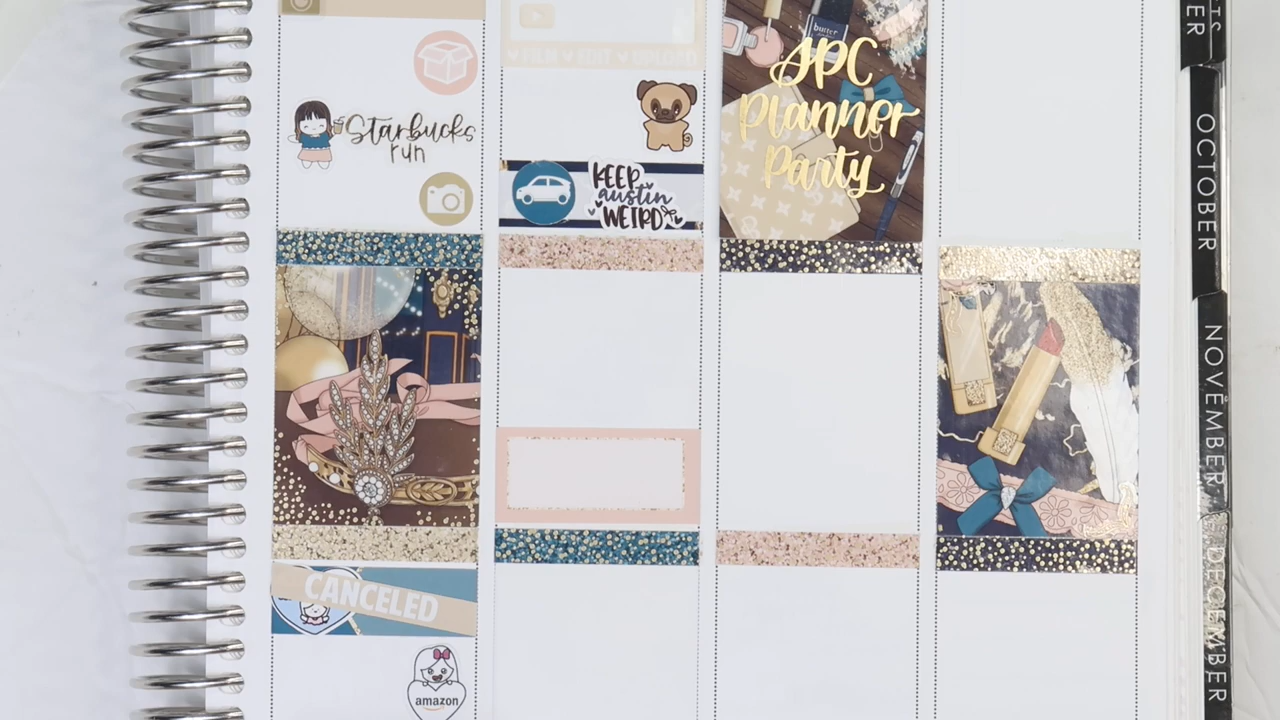 FILM EDIT UPLOAD
Starbucks
run
KEEP
austin
WEIRD
butter
JPC
Planner
Party
CANCELED
amazon
OCTOBER
NOVEMBER
DECEMBER